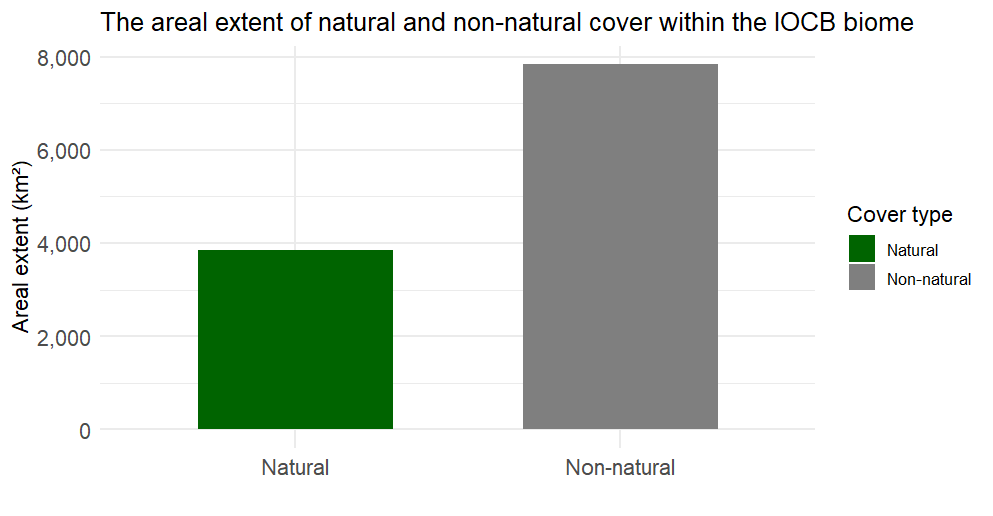 The areal extent of natural and non-natural cover within the IOCB biome
8,000
6,000
4,000
2,000
0
Areal extent (km²)
Natural
Non-natural
Cover type
Natural
Non-natural